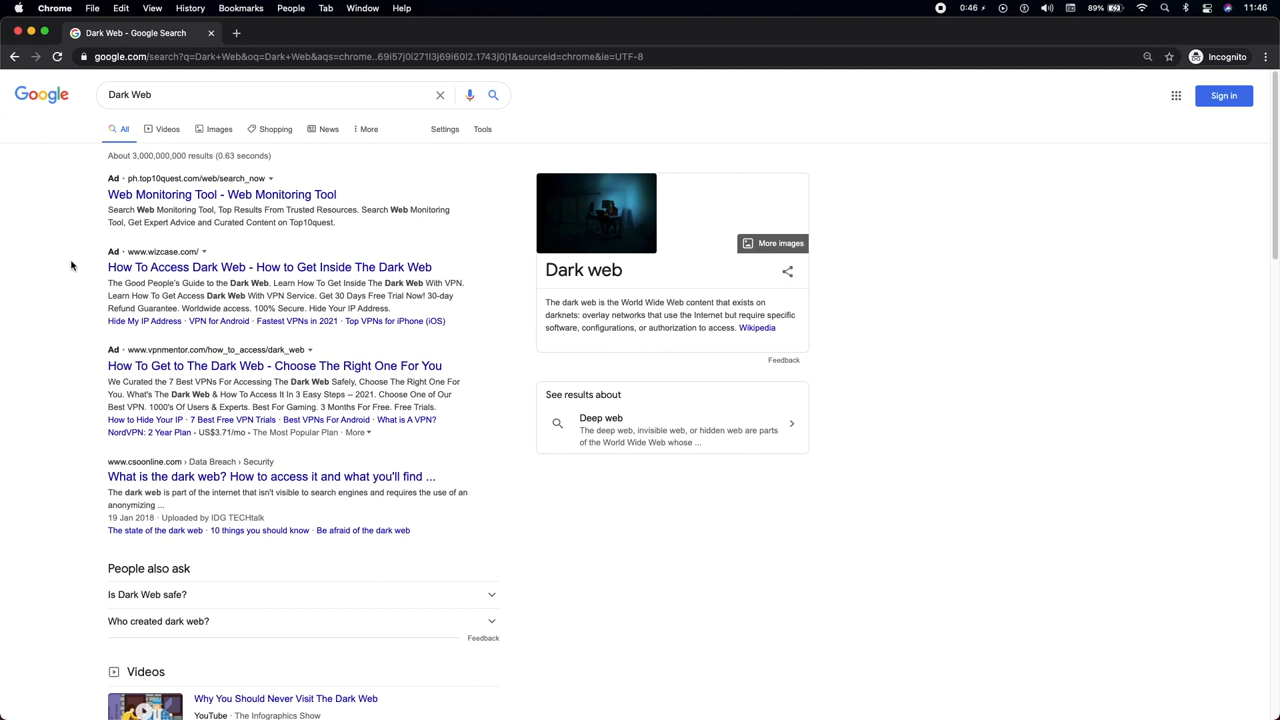 Chrome File Edit View History Bookmarks People Tab Window Help 0:46 89% 11:46
Dark Web - Google Search
google.com/search?q=Dark+Web&oq=Dark+Web&aqs=chrome..69i57j0i271l3j69i60l2.1743j0j1&sourceid=chrome&ie=UTF-8 Incognito
Google Dark Web Sign in
All Videos Images Shopping News More Settings Tools
About 3,000,000,000 results (0.63 seconds)
Ad · ph.top10quest.com/web/search_now
Web Monitoring Tool - Web Monitoring Tool
Search Web Monitoring Tool, Top Results From Trusted Resources. Search Web Monitoring
Tool, Get Expert Advice and Curated Content on Top10quest.
Ad · www.wizcase.com/
How To Access Dark Web - How to Get Inside The Dark Web
The Good People's Guide to the Dark Web. Learn How To Get Inside The Dark Web With VPN.
Learn How To Get Access Dark Web With VPN Service. Get 30 Days Free Trial Now! 30-day
Refund Guarantee. Worldwide access. 100% Secure. Hide Your IP Address.
Hide My IP Address · VPN for Android · Fastest VPNs in 2021 · Top VPNs for iPhone (iOS)
Ad · www.vpnmentor.com/how_to_access/dark_web
How To Get to The Dark Web - Choose The Right One For You
We Curated the 7 Best VPNs For Accessing The Dark Web Safely, Choose The Right One For
You. What's The Dark Web & How To Access It In 3 Easy Steps -- 2021. Choose One of Our
Best VPN. 1000's Of Users & Experts. Best For Gaming. 3 Months For Free. Free Trials.
How to Hide Your IP · 7 Best Free VPN Trials · Best VPNs For Android · What is A VPN?
NordVPN: 2 Year Plan - US$3.71/mo - The Most Popular Plan · More
www.csoonline.com › Data Breach › Security
What is the dark web? How to access it and what you'll find ...
The dark web is part of the internet that isn't visible to search engines and requires the use of an
anonymizing ...
19 Jan 2018 · Uploaded by IDG TECHtalk
The state of the dark web · 10 things you should know · Be afraid of the dark web
People also ask
Is Dark Web safe?
Who created dark web?
Feedback
Videos
Why You Should Never Visit The Dark Web
YouTube · The Infographics Show
More images
Dark web
The dark web is the World Wide Web content that exists on
darknets: overlay networks that use the Internet but require specific
software, configurations, or authorization to access. Wikipedia
Feedback
See results about
Deep web
The deep web, invisible web, or hidden web are parts
of the World Wide Web whose ...